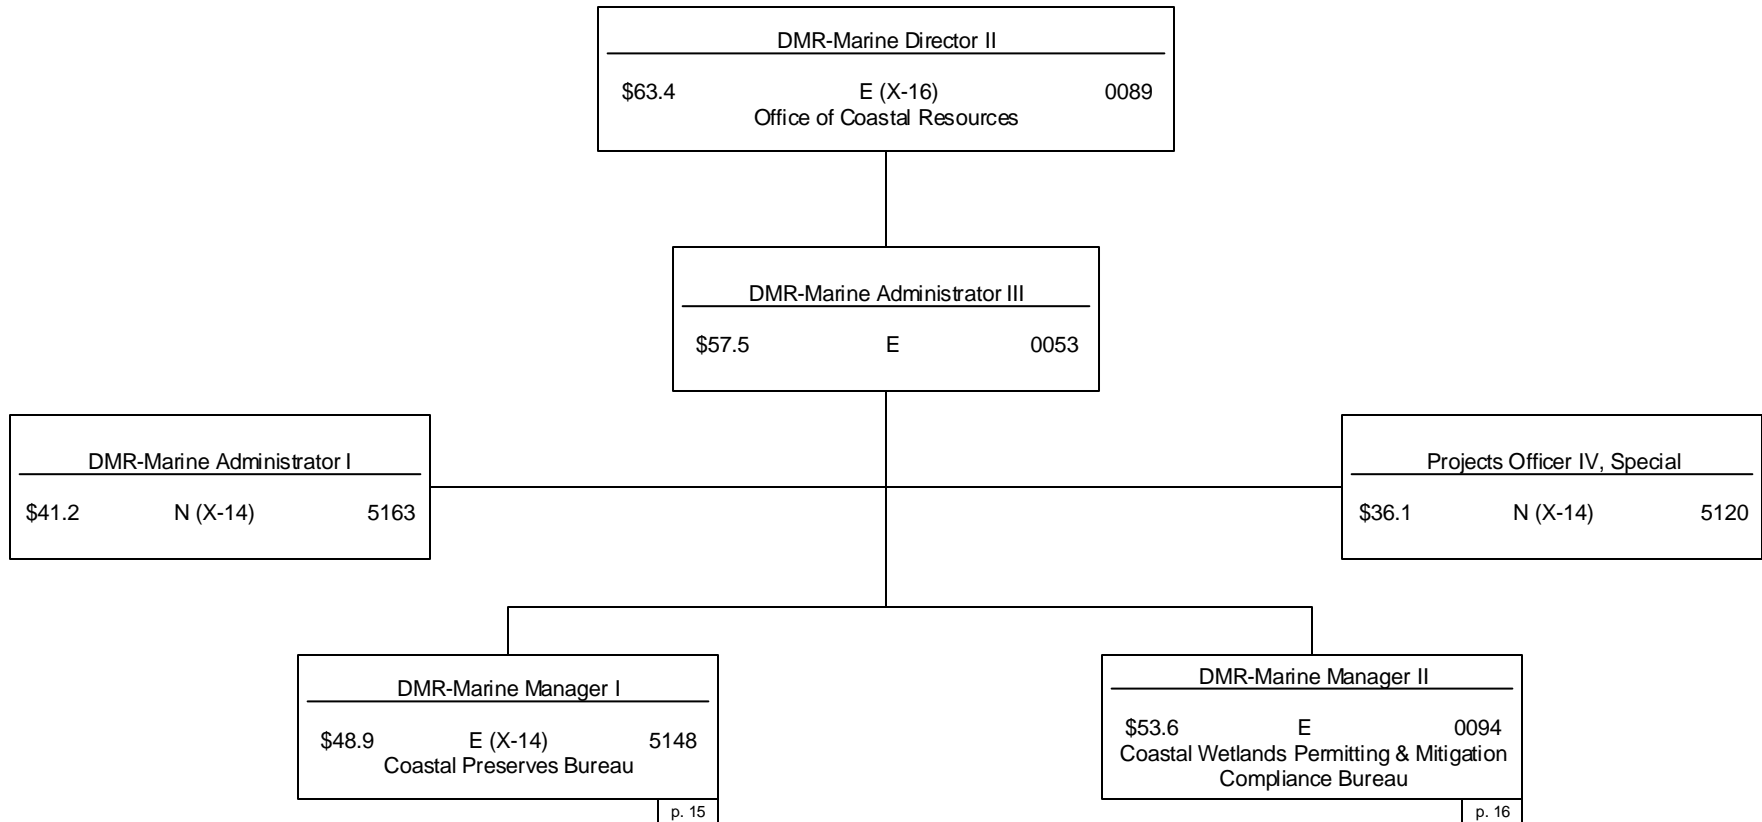 DMR-Marine Director II
$63.4 E (X-16) 0089
Office of Coastal Resources
DMR-Marine Administrator III
$57.5 E 0053
DMR-Marine Administrator I
$41.2 N (X-14) 5163
Projects Officer IV, Special
$36.1 N (X-14) 5120
DMR-Marine Manager I
$48.9 E (X-14) 5148
Coastal Preserves Bureau
p. 15
DMR-Marine Manager II
$53.6 E 0094
Coastal Wetlands Permitting & Mitigation
Compliance Bureau
p. 16